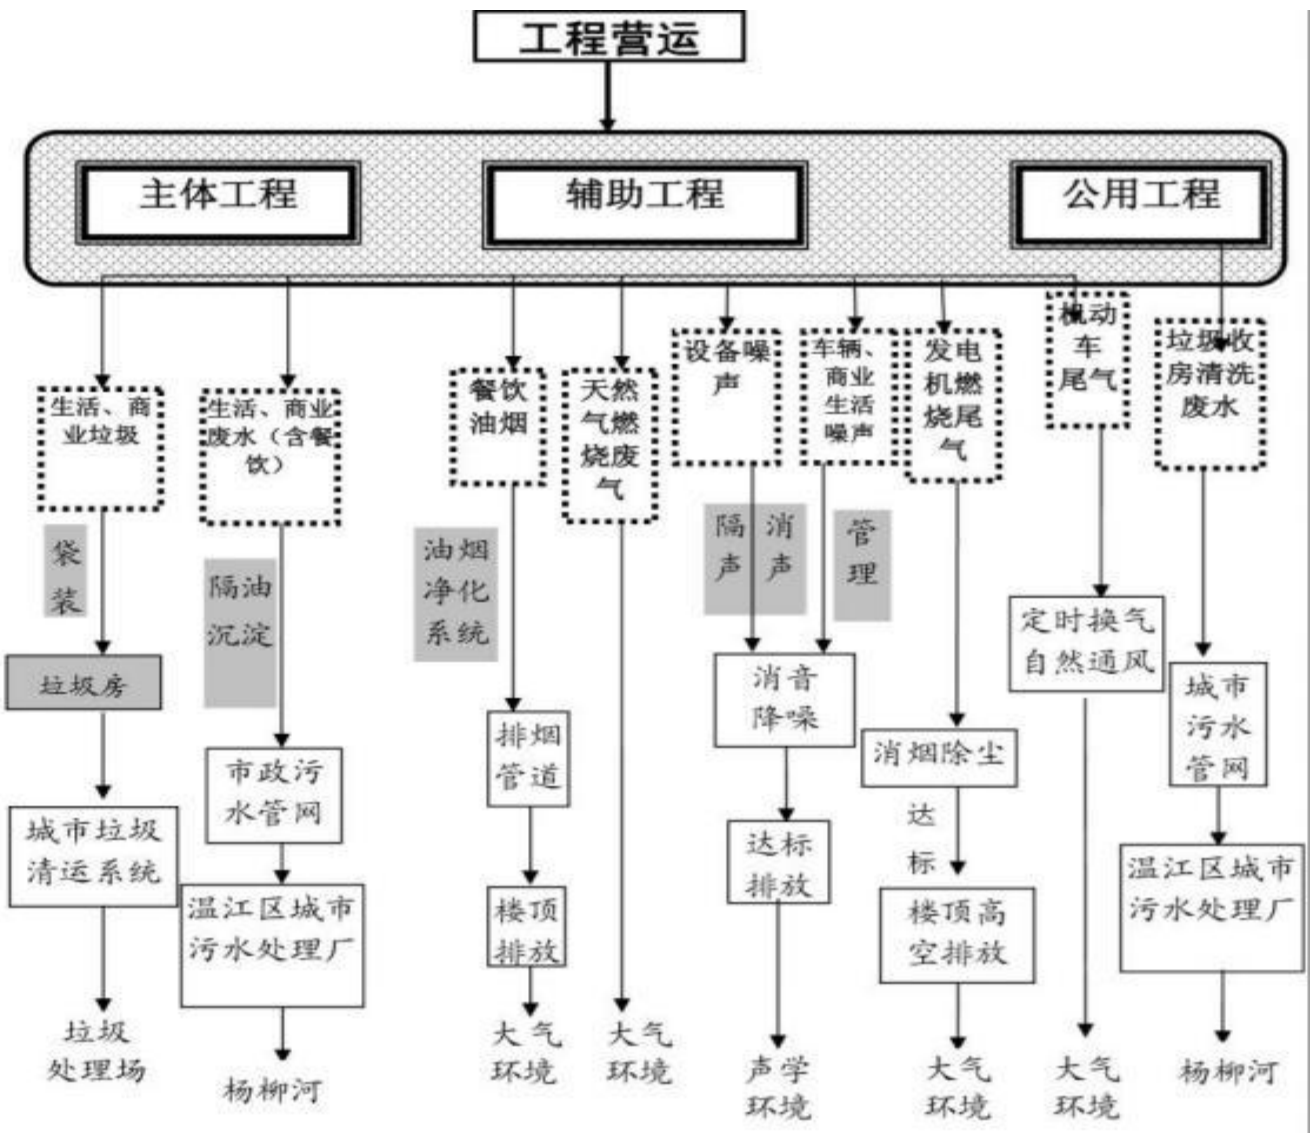 工程营运
主体工程
辅助工程
公用工程
生活、商
业垃圾
生活、商业
废水（含餐
饮）
餐饮
油烟
天然
气燃
烧废
气
设备噪
声
车辆、
商业
生活
噪声
发电
机燃
烧尾
气
机动
车
尾气
垃圾收
房清洗
废水
袋
装
隔油
沉淀
油烟
净化
系统
隔
声
消
声
管
理
垃圾房
市政污
水管网
排烟
管道
消音
降噪
消烟除尘
定时换气
自然通风
城市
污水
管网
城市垃圾
清运系统
温江区城市
污水处理厂
楼顶
排放
达标
排放
达
标
楼顶高
空排放
温江区城市
污水处理厂
垃圾
处理场
杨柳河
大气
环境
大气
环境
声学
环境
大气
环境
大气
环境
杨柳河